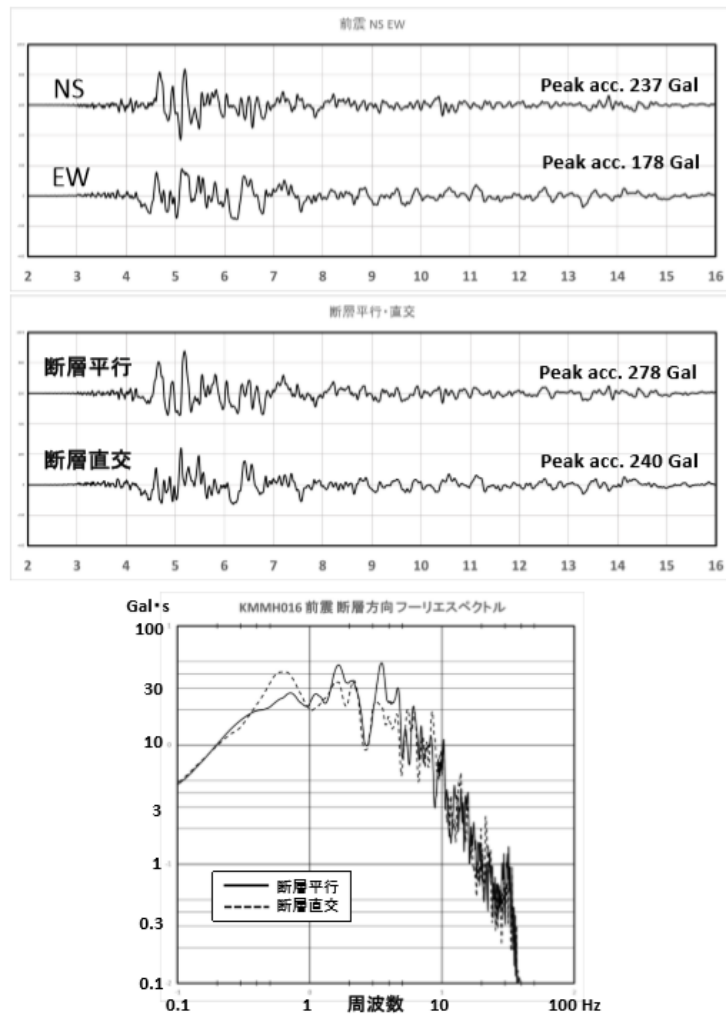 前震 NS EW
NS
Peak acc. 237 Gal
EW
Peak acc. 178 Gal
2 3 4 5 6 7 8 9 10 11 12 13 14 15 16
断層平行・直交
断層平行
Peak acc. 278 Gal
断層直交
Peak acc. 240 Gal
2 3 4 5 6 7 8 9 10 11 12 13 14 15 16
Gal・s
KMMH016 前震 断層方向 フーリエスペクトル
100
30
10
3
1
0.3
0.1
断層平行
断層直交
0.1 1 周波数 10 100 Hz